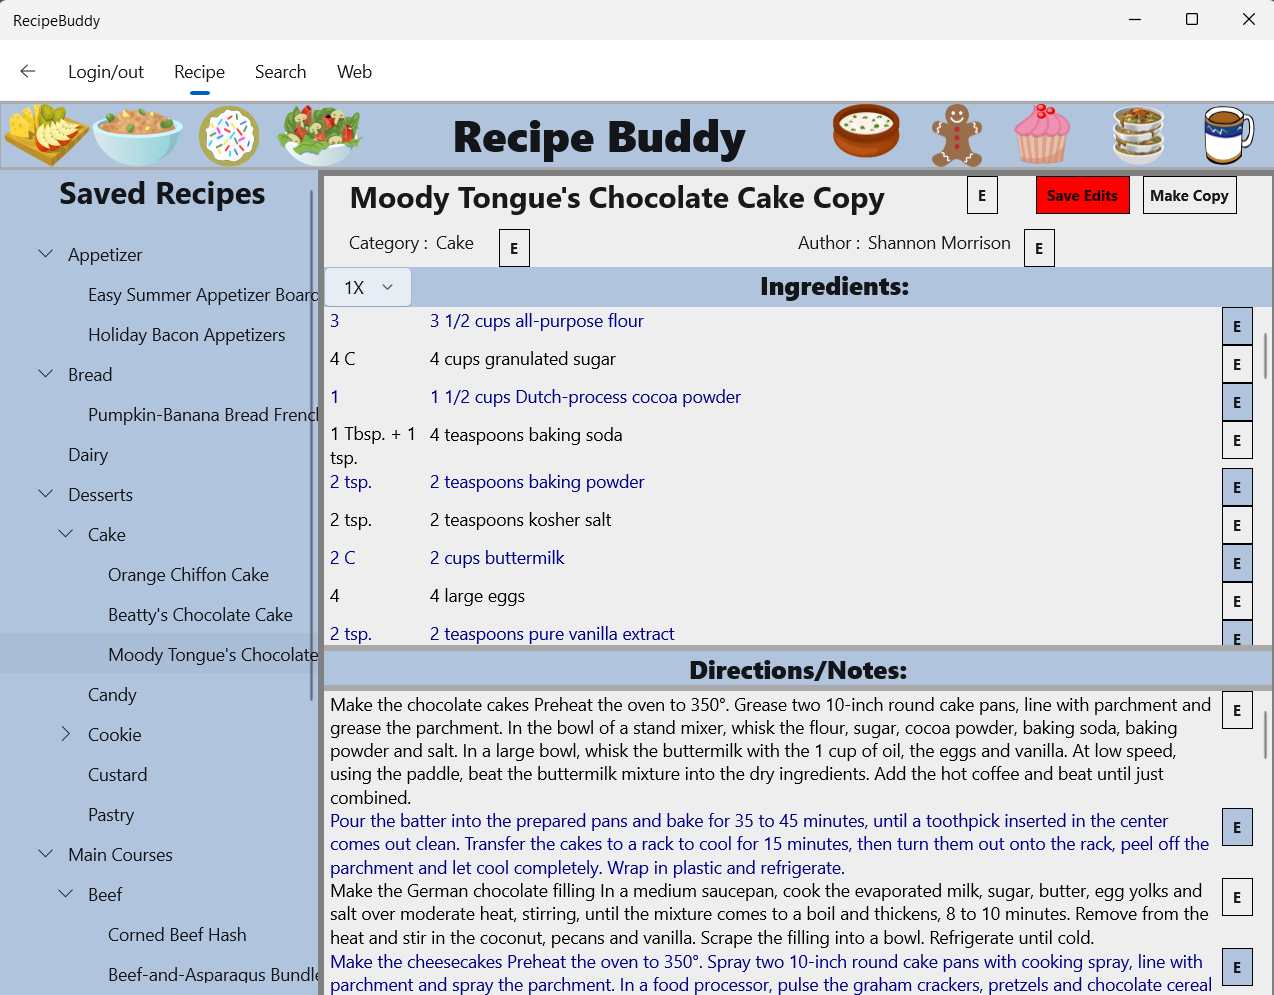 RecipeBuddy
Login/out Recipe Search Web
Recipe Buddy
Saved Recipes
Appetizer
Easy Summer Appetizer Board
Holiday Bacon Appetizers
Bread
Pumpkin-Banana Bread Frencl
Dairy
Desserts
Cake
Orange Chiffon Cake
Beatty's Chocolate Cake
Moody Tongue's Chocolate
Candy
Cookie
Custard
Pastry
Main Courses
Beef
Corned Beef Hash
Beef-and-Asparagus Bundle
Moody Tongue's Chocolate Cake Copy E Save Edits Make Copy
Category : Cake E Author : Shannon Morrison E
1X Ingredients:
3 3 1/2 cups all-purpose flour E
4 C 4 cups granulated sugar E
1 1 1/2 cups Dutch-process cocoa powder E
1 Tbsp. + 1 4 teaspoons baking soda E
tsp.
2 tsp. 2 teaspoons baking powder E
2 tsp. 2 teaspoons kosher salt E
2 C 2 cups buttermilk E
4 4 large eggs E
2 tsp. 2 teaspoons pure vanilla extract E
Directions/Notes:
Make the chocolate cakes Preheat the oven to 350°. Grease two 10-inch round cake pans, line with parchment and E
grease the parchment. In the bowl of a stand mixer, whisk the flour, sugar, cocoa powder, baking soda, baking
powder and salt. In a large bowl, whisk the buttermilk with the 1 cup of oil, the eggs and vanilla. At low speed,
using the paddle, beat the buttermilk mixture into the dry ingredients. Add the hot coffee and beat until just
combined.
Pour the batter into the prepared pans and bake for 35 to 45 minutes, until a toothpick inserted in the center E
comes out clean. Transfer the cakes to a rack to cool for 15 minutes, then turn them out onto the rack, peel off the
parchment and let cool completely. Wrap in plastic and refrigerate.
Make the German chocolate filling In a medium saucepan, cook the evaporated milk, sugar, butter, egg yolks and E
salt over moderate heat, stirring, until the mixture comes to a boil and thickens, 8 to 10 minutes. Remove from the
heat and stir in the coconut, pecans and vanilla. Scrape the filling into a bowl. Refrigerate until cold.
Make the cheesecakes Preheat the oven to 350°. Spray two 10-inch round cake pans with cooking spray, line with E
parchment and spray the parchment. In a food processor, pulse the graham crackers, pretzels and chocolate cereal